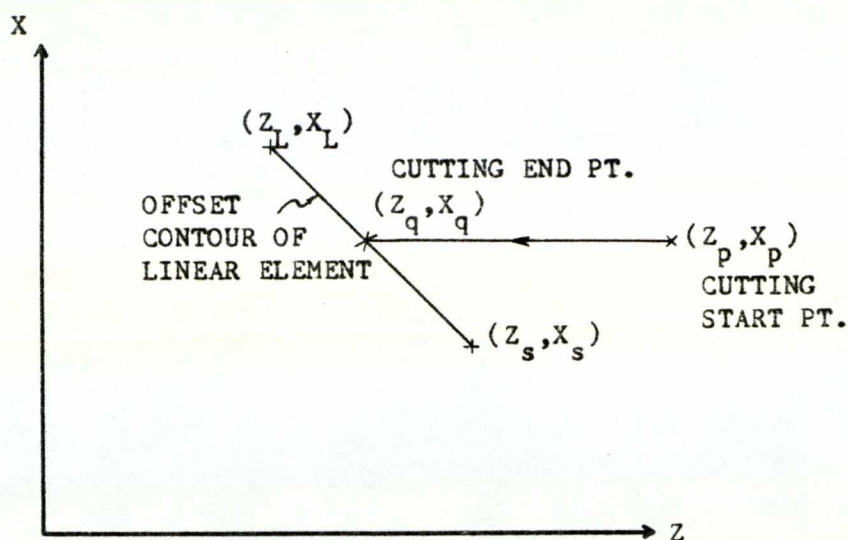 X
(Z_L,X_L)
CUTTING END PT.
(Z_q,X_q)
OFFSET
CONTOUR OF
LINEAR ELEMENT
(Z_p,X_p)
CUTTING
START PT.
(Z_s,X_s)
Z